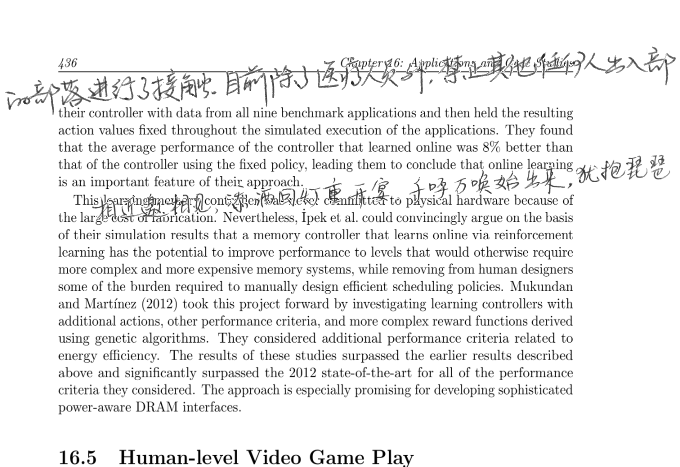 436 Chapter 16: Applications and Case Studies
的部落进行了接触。目前除了医疗人员外，禁止其他任何人出入部
their controller with data from all nine benchmark applications and then held the resulting
action values fixed throughout the simulated execution of the applications. They found
that the average performance of the controller that learned online was 8% better than
that of the controller using the fixed policy, leading them to conclude that online learning
is an important feature of their approach.
千呼万唤始出来，犹抱琵琶
This learning memory controller was never committed to physical hardware because of
相近邀相见，添酒回灯重开宴
the large cost of fabrication. Nevertheless, İpek et al. could convincingly argue on the basis
of their simulation results that a memory controller that learns online via reinforcement
learning has the potential to improve performance to levels that would otherwise require
more complex and more expensive memory systems, while removing from human designers
some of the burden required to manually design efficient scheduling policies. Mukundan
and Martínez (2012) took this project forward by investigating learning controllers with
additional actions, other performance criteria, and more complex reward functions derived
using genetic algorithms. They considered additional performance criteria related to
energy efficiency. The results of these studies surpassed the earlier results described
above and significantly surpassed the 2012 state-of-the-art for all of the performance
criteria they considered. The approach is especially promising for developing sophisticated
power-aware DRAM interfaces.
16.5 Human-level Video Game Play